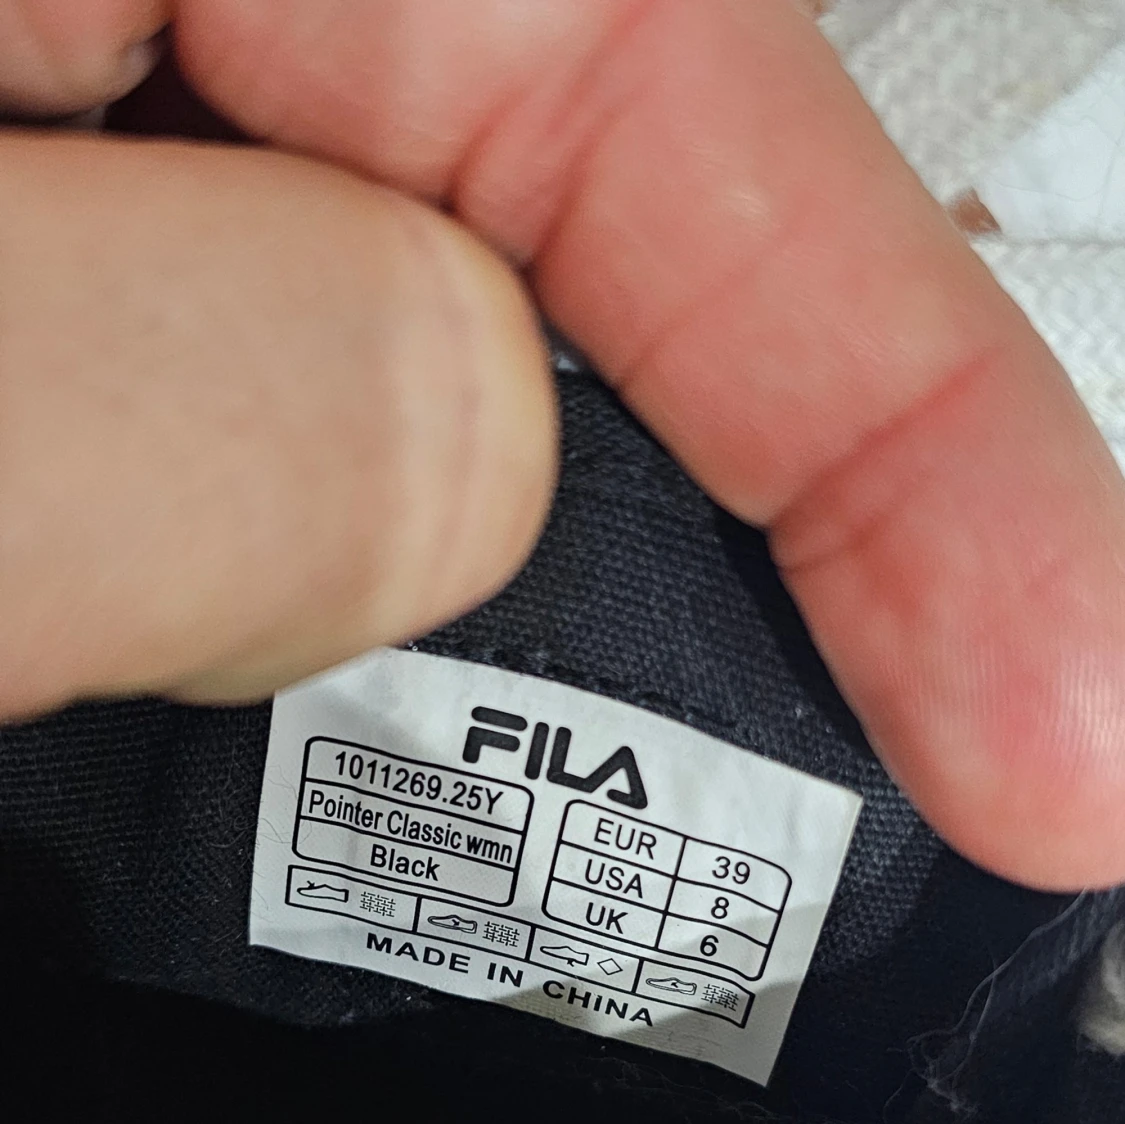 FILA
1011269.25Y
Pointer Classic wmn
Black
EUR 39
USA 8
UK 6
MADE IN CHINA